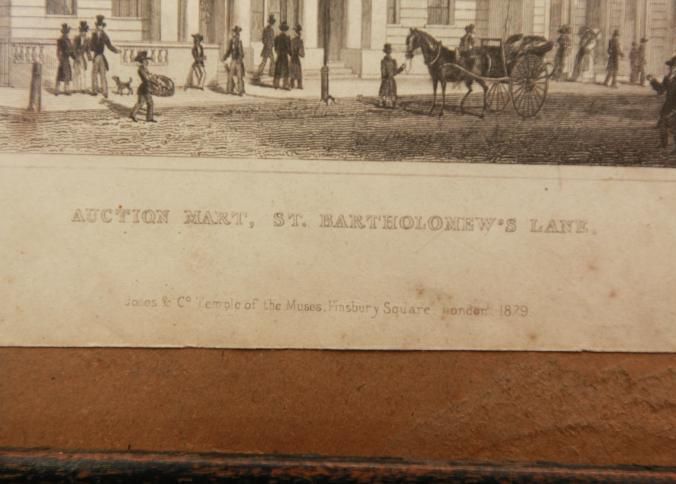 AUCTION MART, ST. BARTHOLOMEW'S LANE.
Jones & Co. Temple of the Muses, Finsbury Square, London. 1829